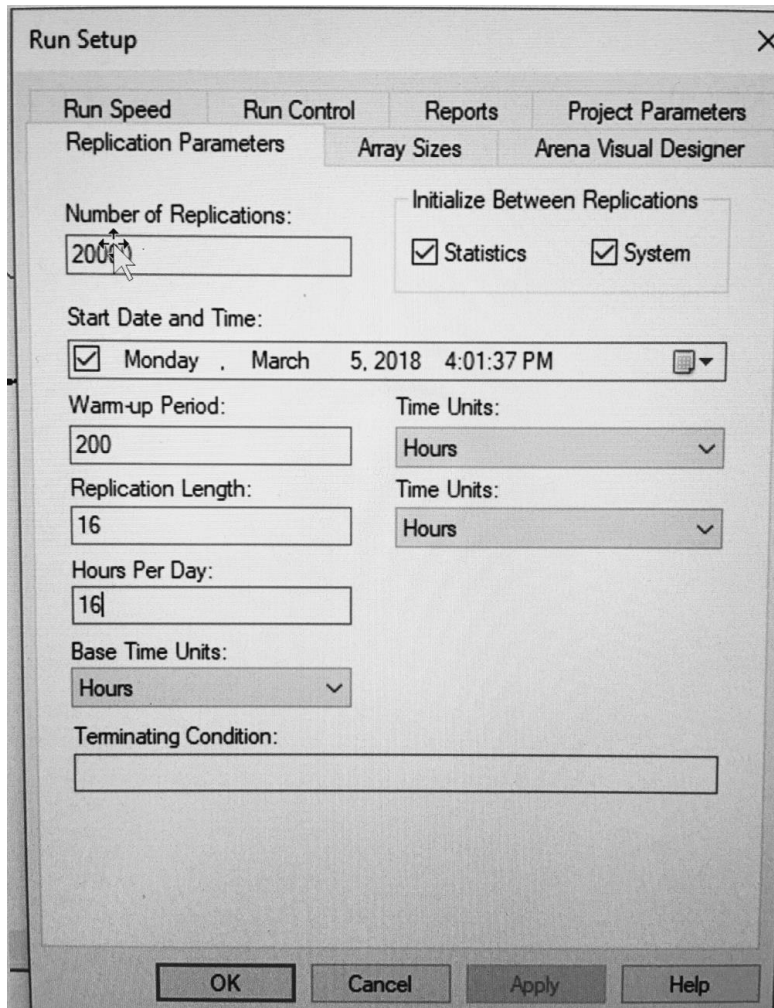 Run Setup
Run Speed Run Control Reports Project Parameters
Replication Parameters Array Sizes Arena Visual Designer
Number of Replications:
Initialize Between Replications
Statistics System
Start Date and Time:
Monday , March 5, 2018 4:01:37 PM
Warm-up Period: Time Units:
200 Hours
Replication Length: Time Units:
16 Hours
Hours Per Day:
16
Base Time Units:
Hours
Terminating Condition:
OK Cancel Apply Help